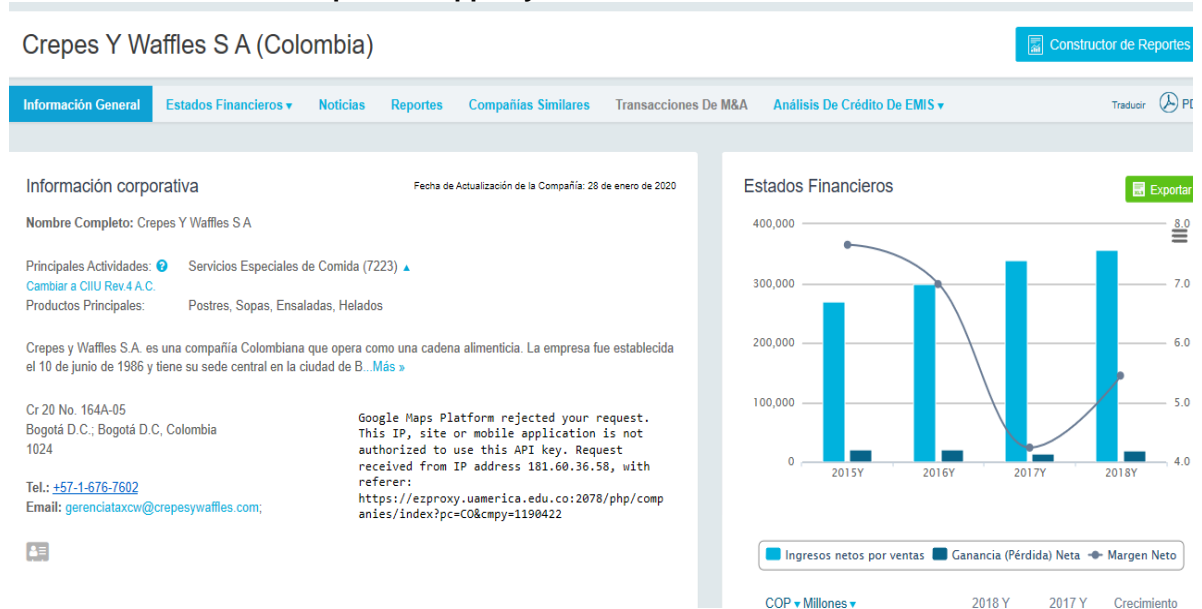 Crepes Y Waffles S A (Colombia)
Constructor de Reportes
Información General Estados Financieros ▾ Noticias Reportes Compañías Similares Transacciones De M&A Análisis De Crédito De EMIS ▾ Traducir PD
Información corporativa
Fecha de Actualización de la Compañía: 28 de enero de 2020
Nombre Completo: Crepes Y Waffles S A
Principales Actividades: ? Servicios Especiales de Comida (7223) ▲
Cambiar a CIIU Rev.4 A.C.
Productos Principales: Postres, Sopas, Ensaladas, Helados
Crepes y Waffles S.A. es una compañía Colombiana que opera como una cadena alimenticia. La empresa fue establecida
el 10 de junio de 1986 y tiene su sede central en la ciudad de B...Más »
Cr 20 No. 164A-05
Bogotá D.C.; Bogotá D.C, Colombia
1024
Tel.: +57-1-676-7602
Email: gerenciataxcw@crepesywaffles.com;
Google Maps Platform rejected your request.
This IP, site or mobile application is not
authorized to use this API key. Request
received from IP address 181.60.36.58, with
referer:
https://ezproxy.uamerica.edu.co:2078/php/comp
anies/index?pc=CO&cmpy=1190422
Estados Financieros
Exportar
400,000 8.0
300,000 7.0
200,000 6.0
100,000 5.0
0 4.0
2015Y 2016Y 2017Y 2018Y
Ingresos netos por ventas Ganancia (Pérdida) Neta Margen Neto
COP ▾ Millones ▾ 2018 Y 2017 Y Crecimiento